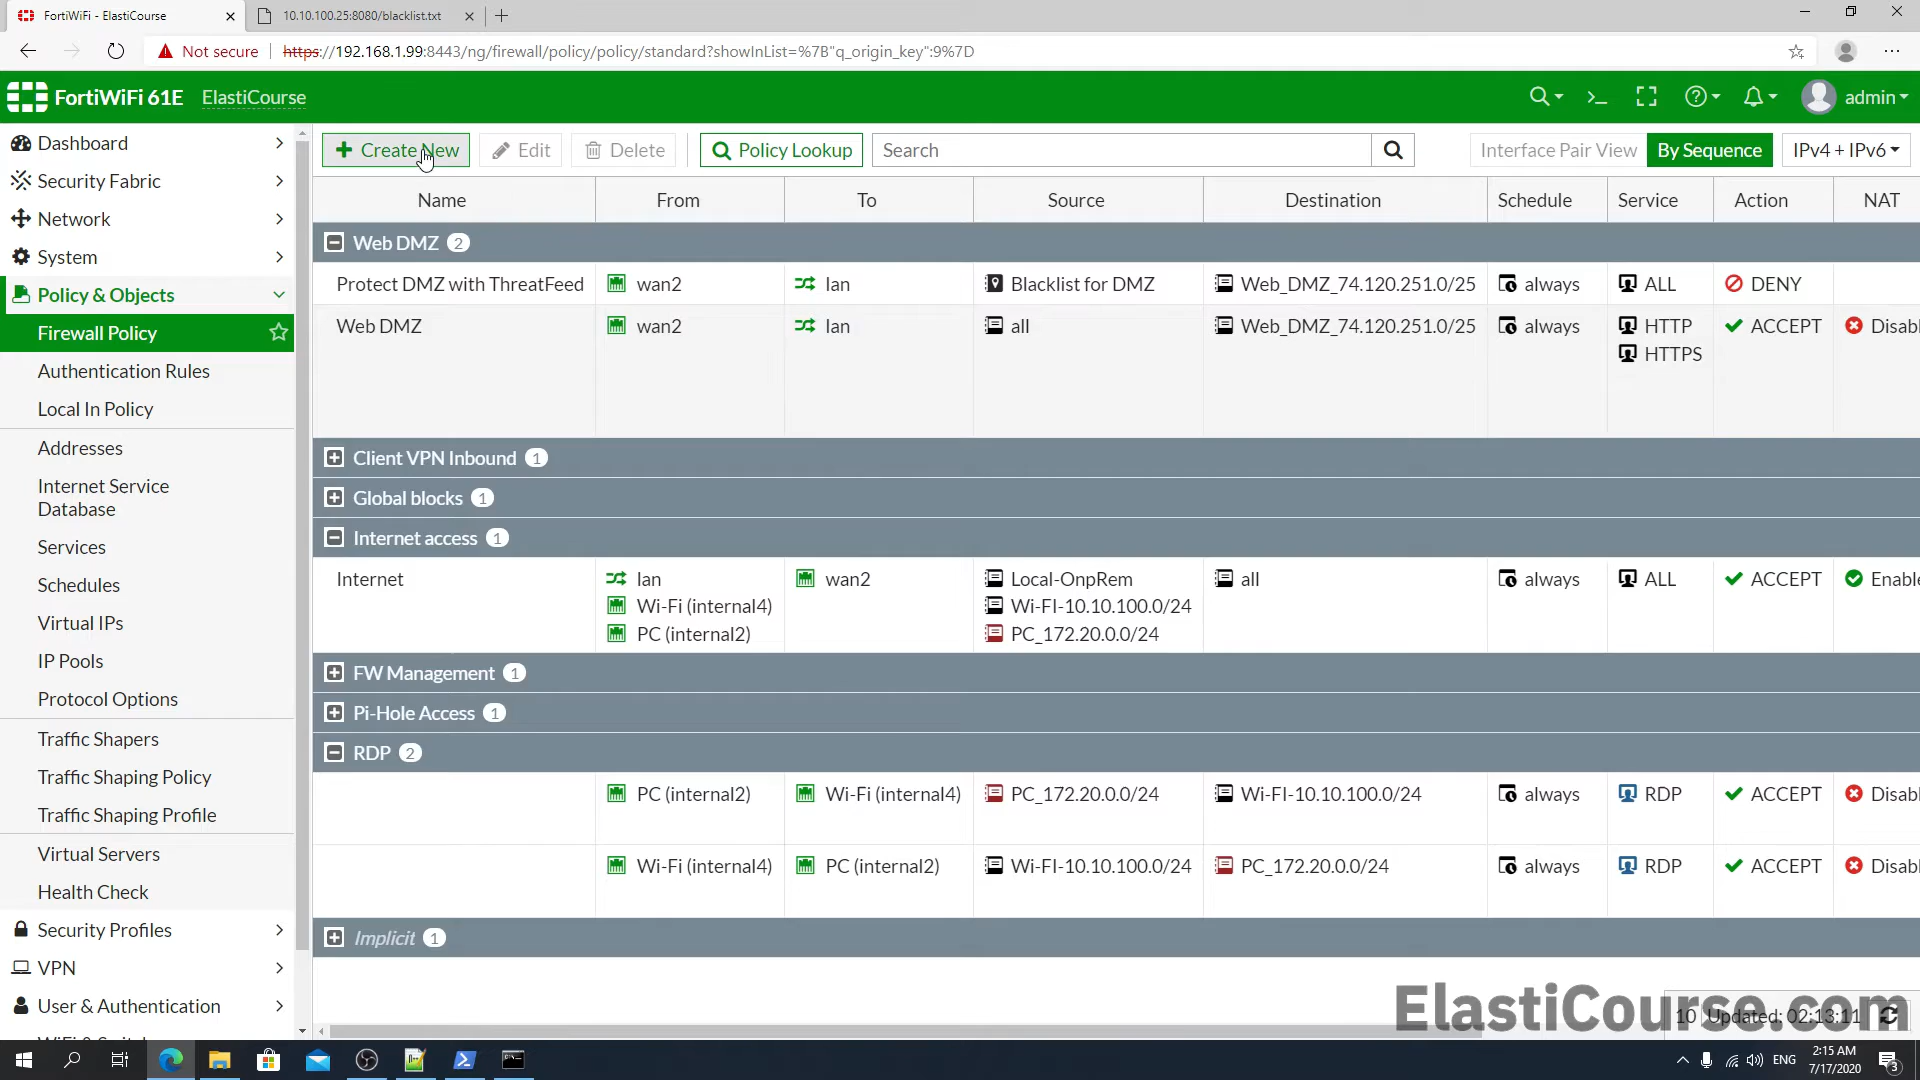 FortiWiFi - ElastiCourse
10.10.100.25:8080/blacklist.txt
Not secure
https://192.168.1.99:8443/ng/firewall/policy/policy/standard?showInList=%7B"q_origin_key":9%7D
FortiWiFi 61E ElastiCourse
admin
Dashboard
Security Fabric
Network
System
Policy & Objects
Firewall Policy
Authentication Rules
Local In Policy
Addresses
Internet Service
Database
Services
Schedules
Virtual IPs
IP Pools
Protocol Options
Traffic Shapers
Traffic Shaping Policy
Traffic Shaping Profile
Virtual Servers
Health Check
Security Profiles
VPN
User & Authentication
Create New Edit Delete Policy Lookup Search Interface Pair View By Sequence IPv4 + IPv6
Name From To Source Destination Schedule Service Action NAT
Web DMZ 2
Protect DMZ with ThreatFeed wan2 lan Blacklist for DMZ Web_DMZ_74.120.251.0/25 always ALL DENY
Web DMZ wan2 lan all Web_DMZ_74.120.251.0/25 always HTTP ACCEPT Disabl
HTTPS
Client VPN Inbound 1
Global blocks 1
Internet access 1
Internet lan wan2 Local-OnpRem all always ALL ACCEPT Enable
Wi-Fi (internal4) Wi-FI-10.10.100.0/24
PC (internal2) PC_172.20.0.0/24
FW Management 1
Pi-Hole Access 1
RDP 2
PC (internal2) Wi-Fi (internal4) PC_172.20.0.0/24 Wi-FI-10.10.100.0/24 always RDP ACCEPT Disabl
Wi-Fi (internal4) PC (internal2) Wi-FI-10.10.100.0/24 PC_172.20.0.0/24 always RDP ACCEPT Disabl
Implicit 1
ElastiCourse.com
10 Updated: 02:13:11
ENG
2:15 AM
7/17/2020
3